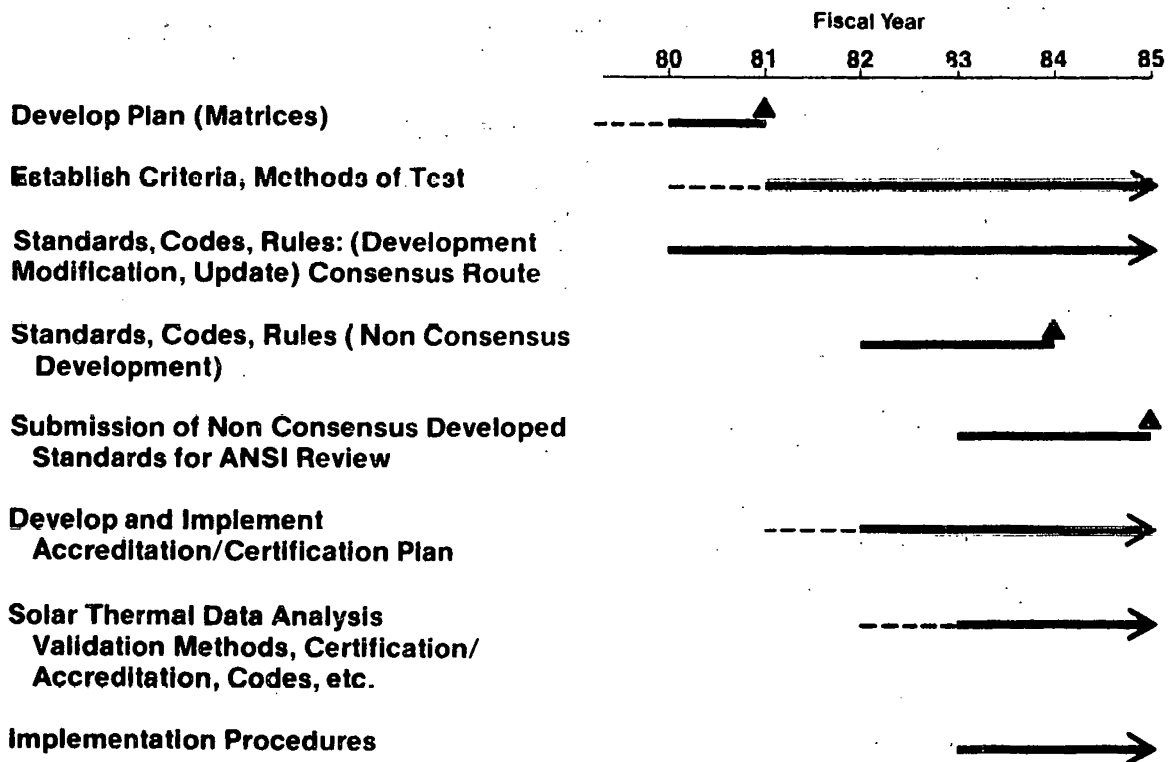 Fiscal Year
80 81 82 83 84 85
Develop Plan (Matrices)
Establish Criteria, Methods of Test
Standards, Codes, Rules: (Development
Modification, Update) Consensus Route
Standards, Codes, Rules ( Non Consensus
Development)
Submission of Non Consensus Developed
Standards for ANSI Review
Develop and Implement
Accreditation/Certification Plan
Solar Thermal Data Analysis
Validation Methods, Certification/
Accreditation, Codes, etc.
Implementation Procedures